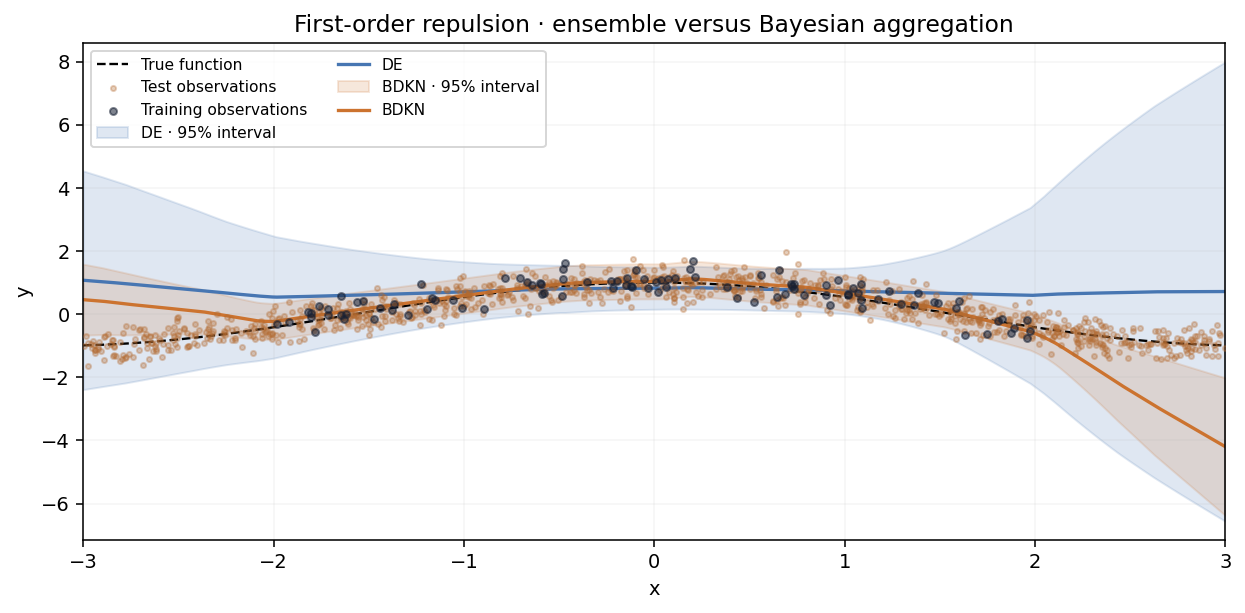 First-order repulsion · ensemble versus Bayesian aggregation
True function
Test observations
Training observations
DE · 95% interval
DE
BDKN · 95% interval
BDKN
y
8
6
4
2
0
−2
−4
−6
−3
−2
−1
0
1
2
3
x